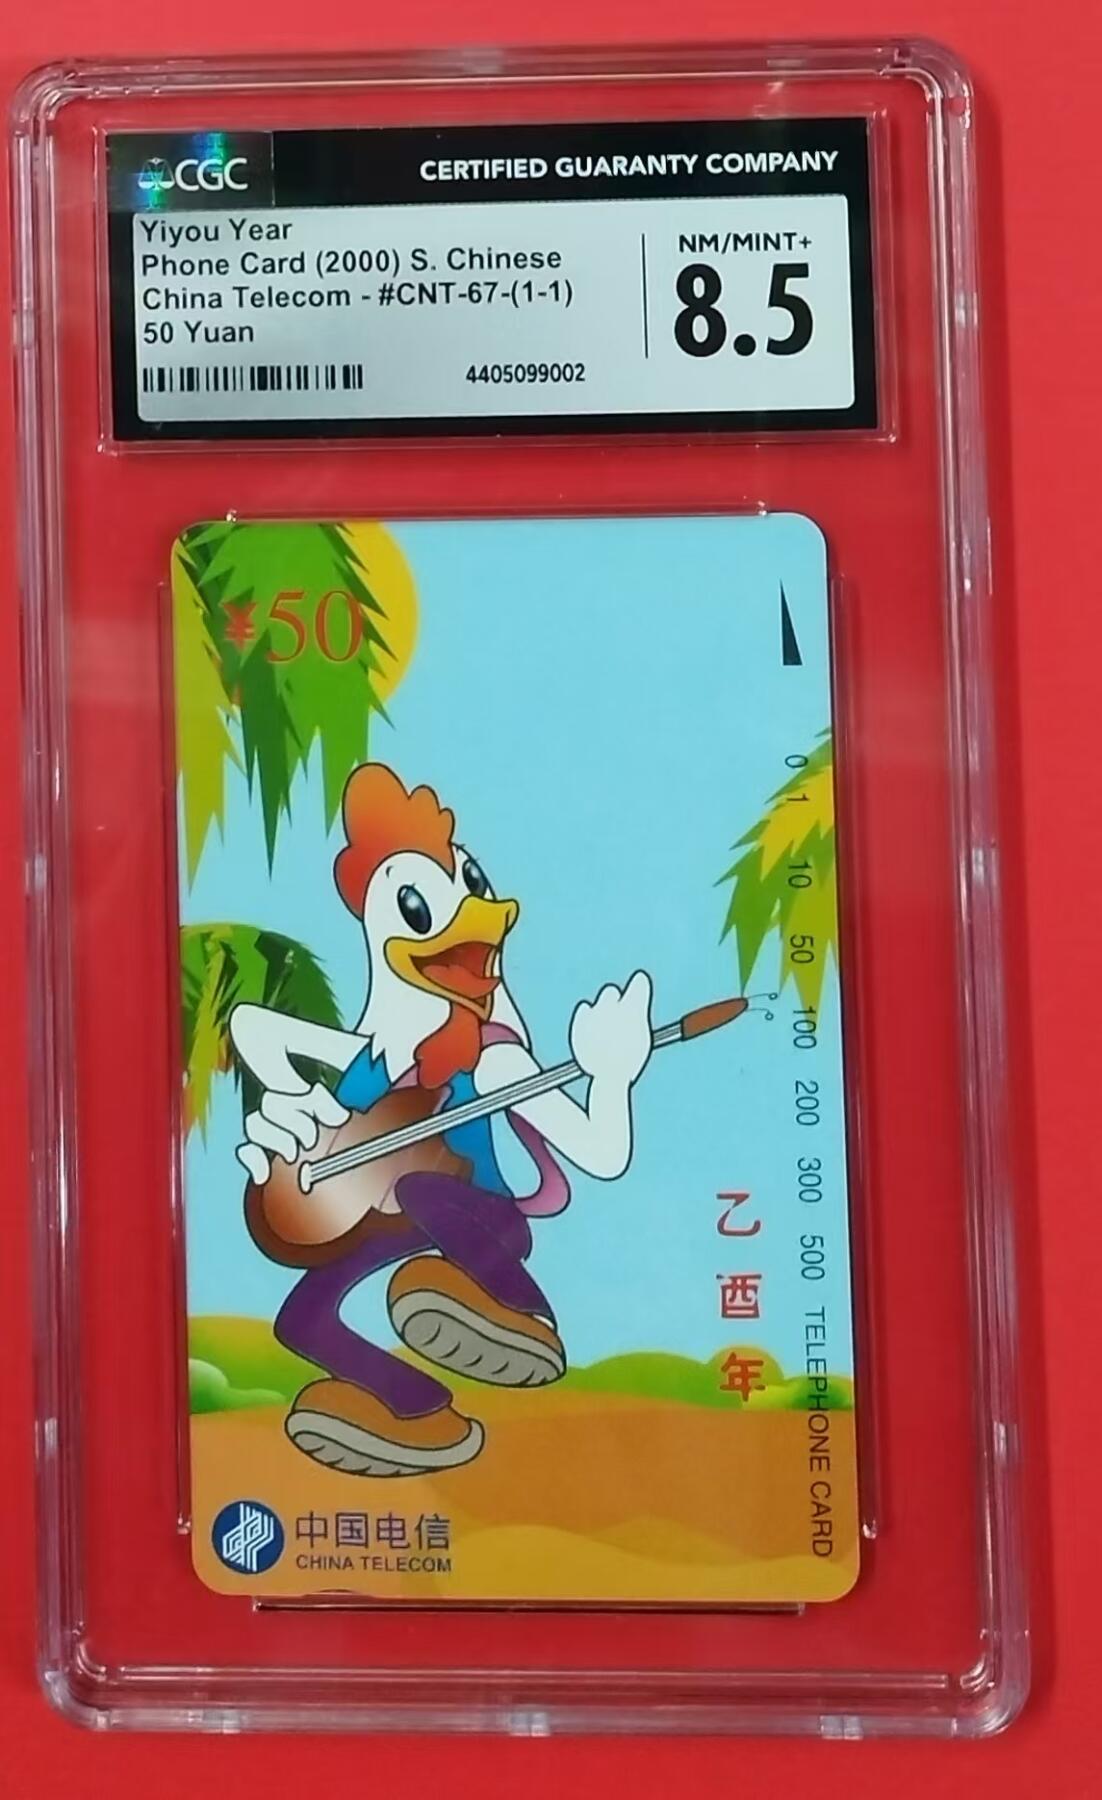 CGC
CERTIFIED GUARANTY COMPANY
Yiyou Year
Phone Card (2000) S. Chinese
China Telecom - #CNT-67-(1-1)
50 Yuan
4405099002
NM/MINT+
8.5
¥50
0 1 10 50 100 200 300 500 TELEPHONE CARD
乙酉年
中国电信
CHINA TELECOM